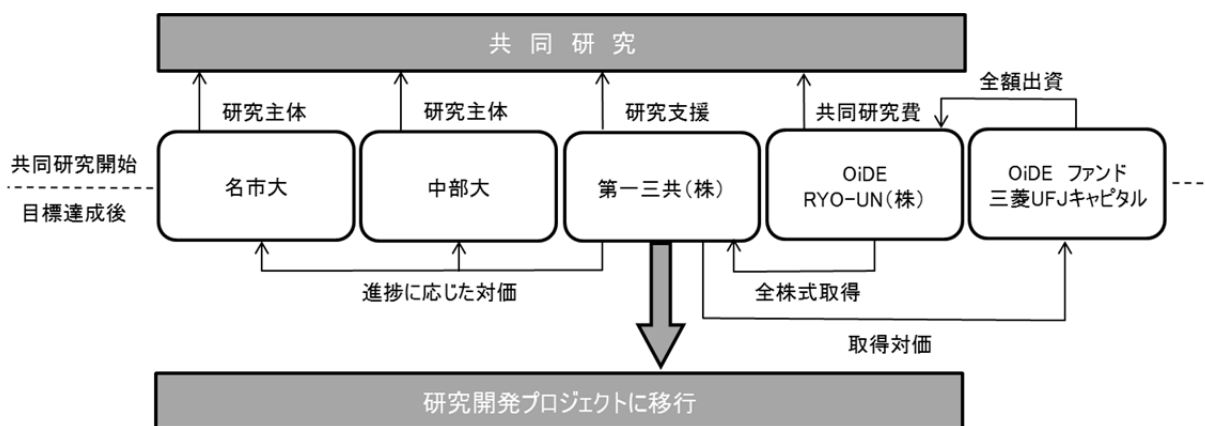 共 同 研 究
全額出資
研究主体
研究主体
研究支援
共同研究費
共同研究開始
目標達成後
名市大
中部大
第一三共(株)
OiDE
RYO-UN(株)
OiDE ファンド
三菱UFJキャピタル
進捗に応じた対価
全株式取得
取得対価
研究開発プロジェクトに移行